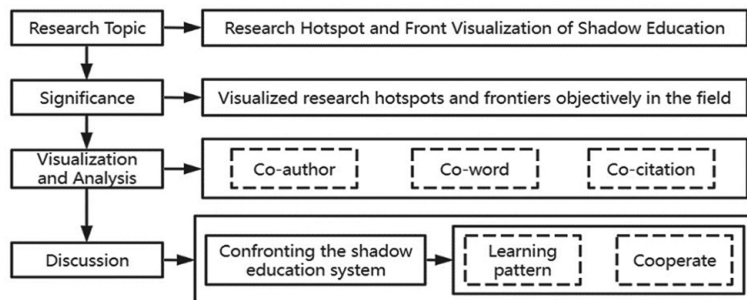 Research Topic
Research Hotspot and Front Visualization of Shadow Education
Significance
Visualized research hotspots and frontiers objectively in the field
Visualization
and Analysis
Co-author
Co-word
Co-citation
Discussion
Confronting the shadow
education system
Learning
pattern
Cooperate